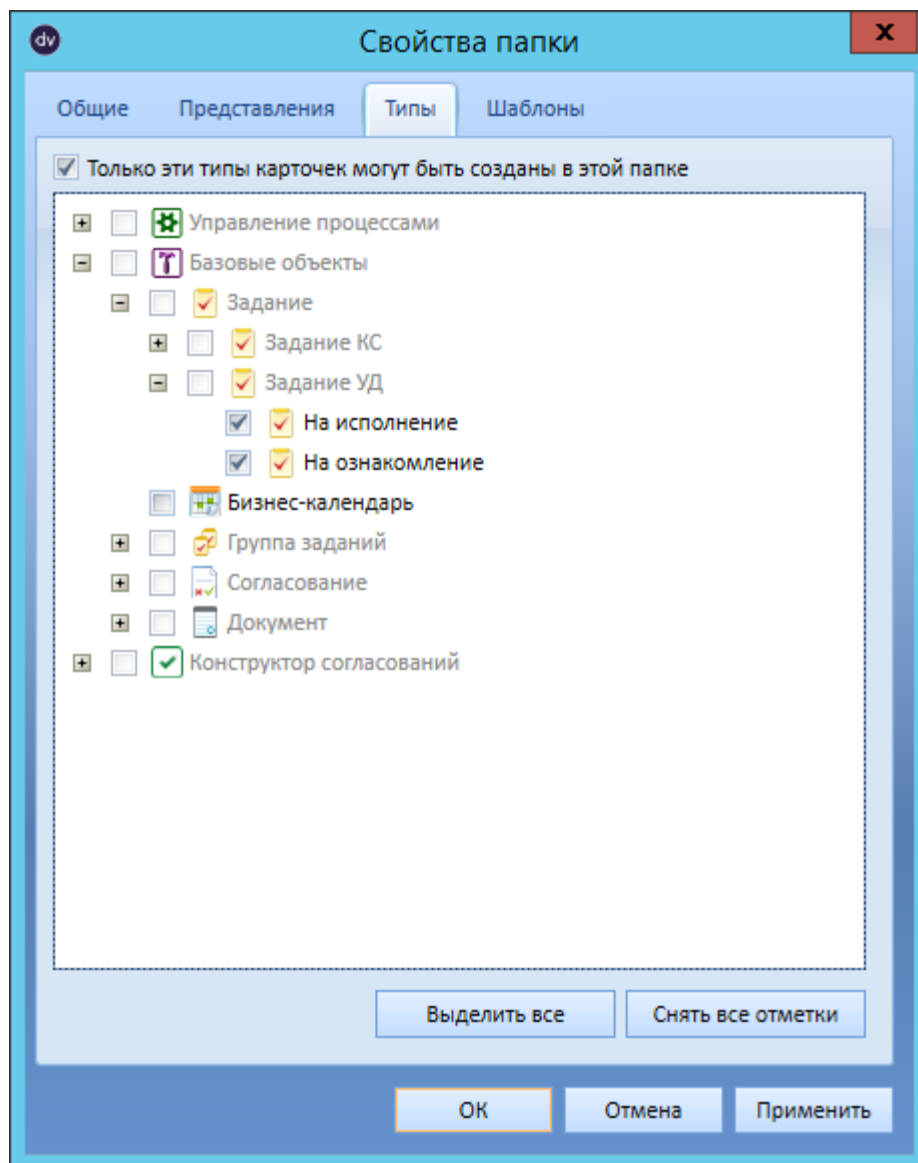 dv
Свойства папки
x
Общие Представления Типы Шаблоны
Только эти типы карточек могут быть созданы в этой папке
Управление процессами
Базовые объекты
Задание
Задание КС
Задание УД
На исполнение
На ознакомление
Бизнес-календарь
Группа заданий
Согласование
Документ
Конструктор согласований
Выделить все Снять все отметки
ОК Отмена Применить